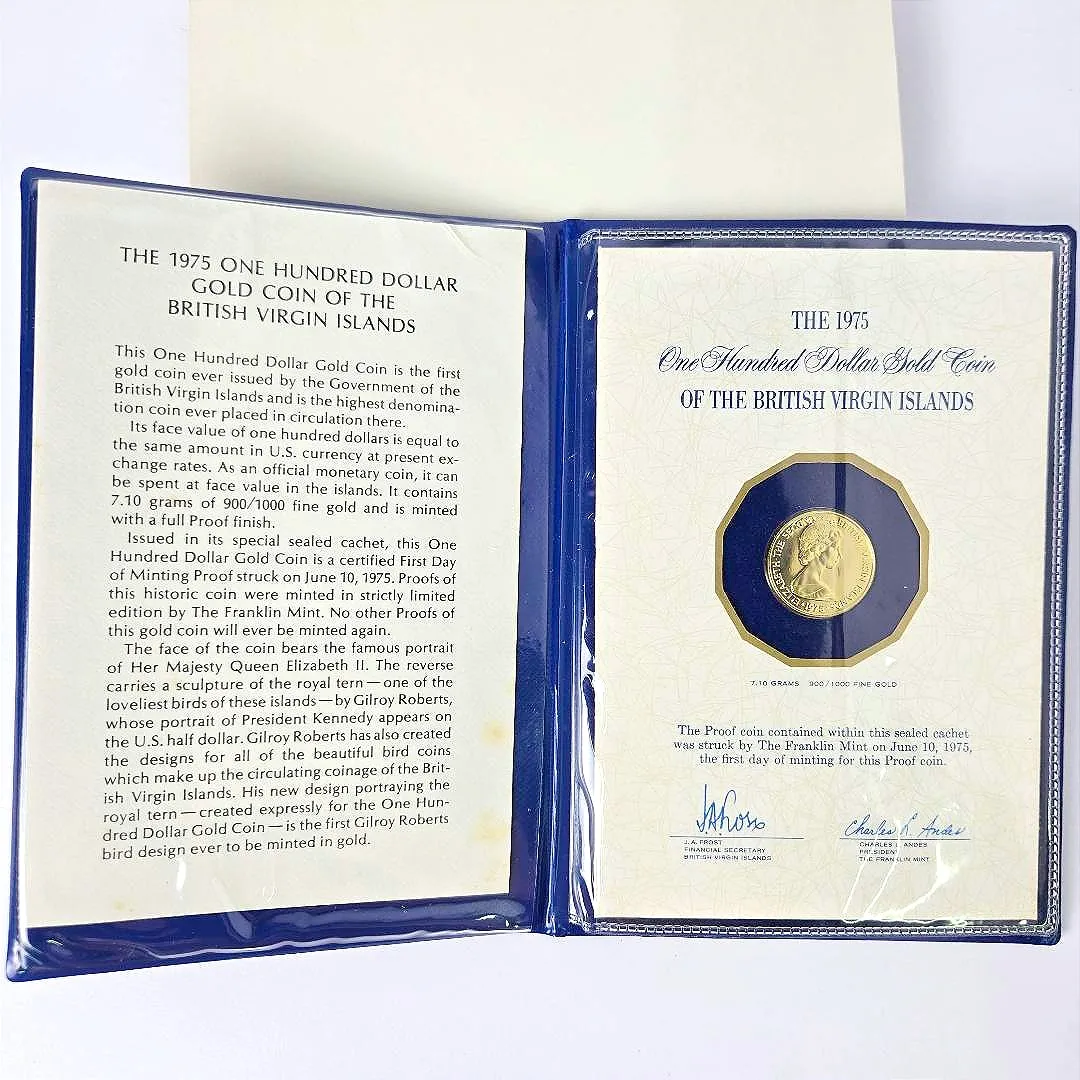 THE 1975 ONE HUNDRED DOLLAR
GOLD COIN OF THE
BRITISH VIRGIN ISLANDS
This One Hundred Dollar Gold Coin is the first
gold coin ever issued by the Government of the
British Virgin Islands and is the highest denomina-
tion coin ever placed in circulation there.
Its face value of one hundred dollars is equal to
the same amount in U.S. currency at present ex-
change rates. As an official monetary coin, it can
be spent at face value in the islands. It contains
7.10 grams of 900/1000 fine gold and is minted
with a full Proof finish.
Issued in its special sealed cachet, this One
Hundred Dollar Gold Coin is a certified First Day
of Minting Proof struck on June 10, 1975. Proofs of
this historic coin were minted in strictly limited
edition by The Franklin Mint. No other Proofs of
this gold coin will ever be minted again.
The face of the coin bears the famous portrait
of Her Majesty Queen Elizabeth II. The reverse
carries a sculpture of the royal tern—one of the
loveliest birds of these islands—by Gilroy Roberts,
whose portrait of President Kennedy appears on
the U.S. half dollar. Gilroy Roberts has also created
the designs for all of the beautiful bird coins
which make up the circulating coinage of the Brit-
ish Virgin Islands. His new design portraying the
royal tern—created expressly for the One Hun-
dred Dollar Gold Coin—is the first Gilroy Roberts
bird design ever to be minted in gold.
THE 1975
One Hundred Dollar Gold Coin
OF THE BRITISH VIRGIN ISLANDS
ELIZABETH THE SECOND 1975
7.10 GRAMS 900/1000 FINE GOLD
The Proof coin contained within this sealed cachet
was struck by The Franklin Mint on June 10, 1975,
the first day of minting for this Proof coin.
Charles L. Andes
J. A. FROST
FINANCIAL SECRETARY
BRITISH VIRGIN ISLANDS
CHARLES L. ANDES
PRESIDENT
THE FRANKLIN MINT